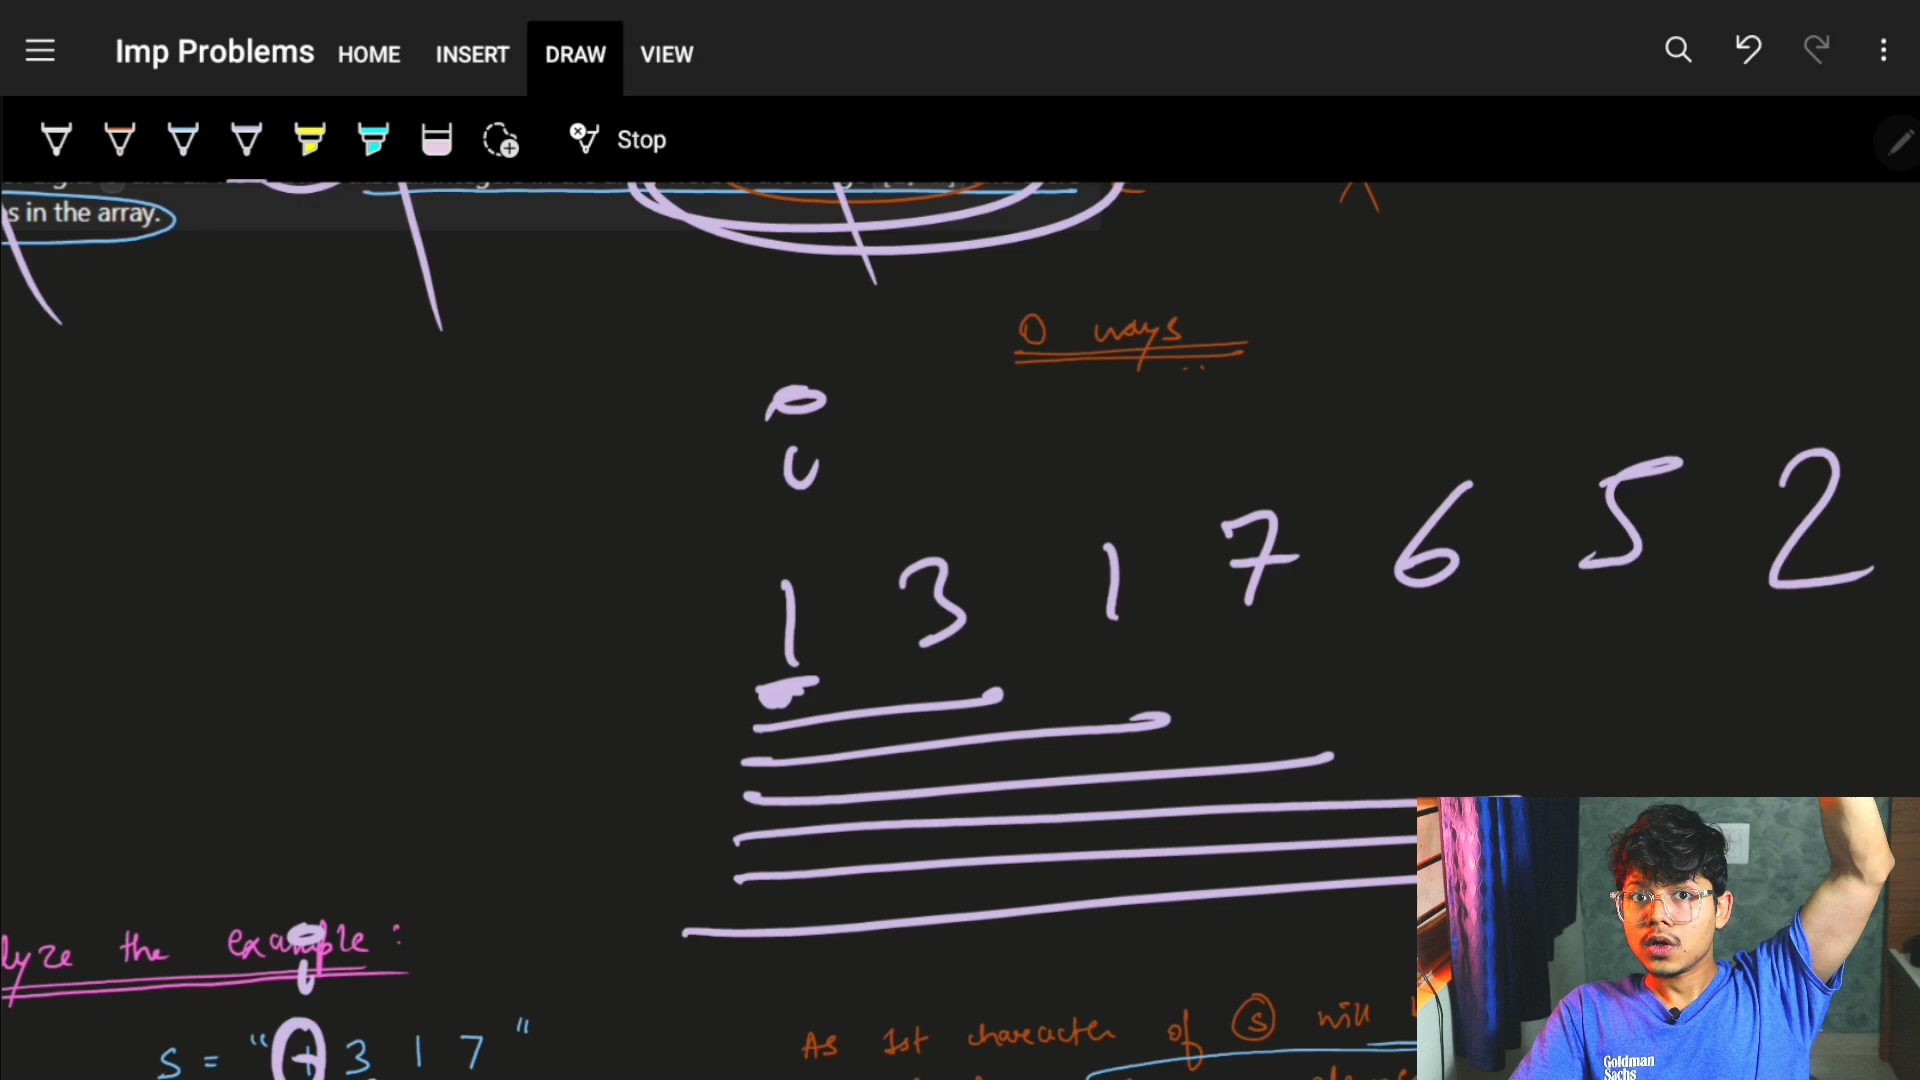 Imp Problems HOME INSERT DRAW VIEW
Stop
s in the array.
0 ways
i
1 3 1 7 6 5 2
lyze the example :
i
s = " 1 3 1 7 "
As 1st character of s will
Goldman
Sachs